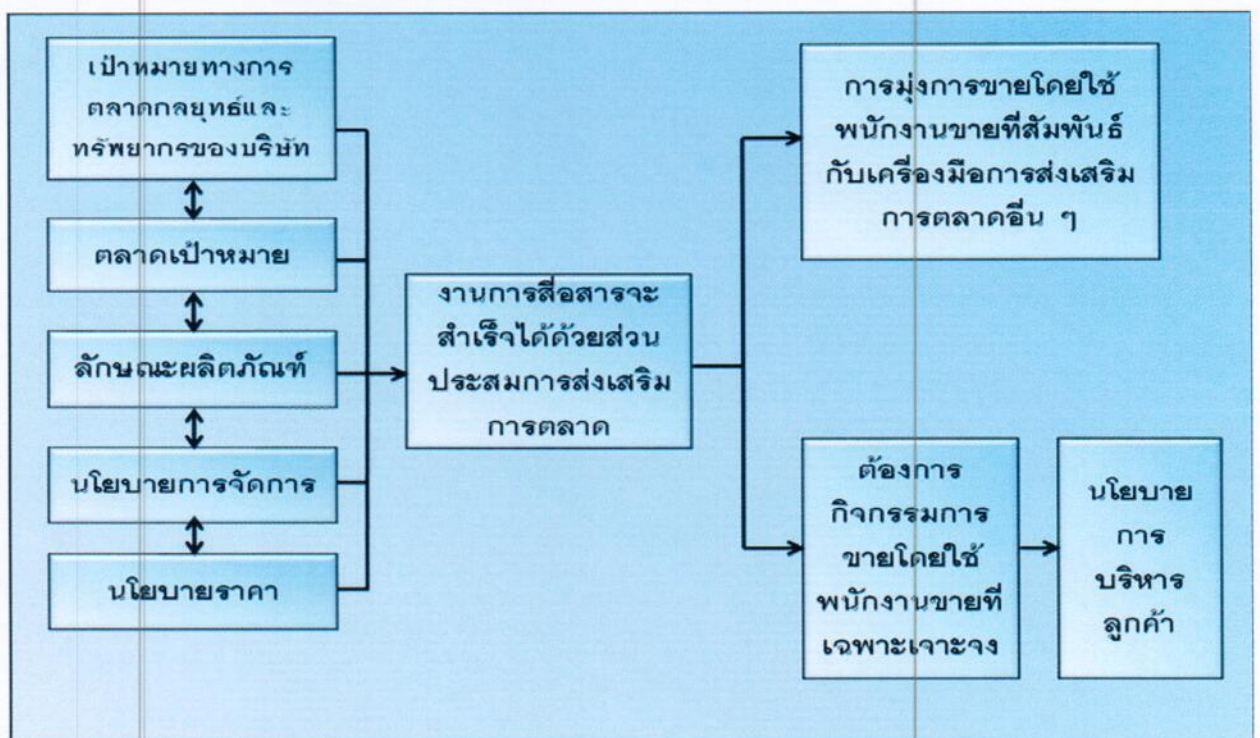 เป้าหมายทางการ
ตลาดกลยุทธ์และ
ทรัพยากรของบริษัท
ตลาดเป้าหมาย
ลักษณะผลิตภัณฑ์
นโยบายการจัดการ
นโยบายราคา
งานการสื่อสารจะ
สำเร็จได้ด้วยส่วน
ประสมการส่งเสริม
การตลาด
การมุ่งการขายโดยใช้
พนักงานขายที่สัมพันธ์
กับเครื่องมือการส่งเสริม
การตลาดอื่น ๆ
ต้องการ
กิจกรรมการ
ขายโดยใช้
พนักงานขายที่
เฉพาะเจาะจง
นโยบาย
การ
บริหาร
ลูกค้า